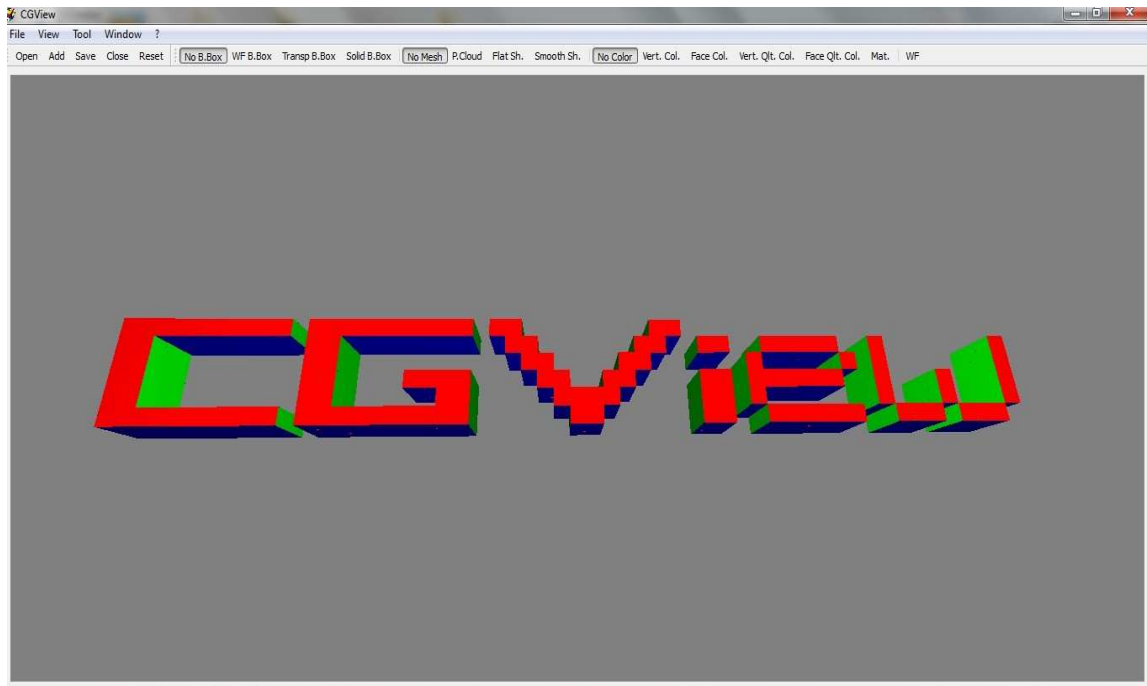 CGView
File View Tool Window ?
Open Add Save Close Reset No B.Box WF B.Box Transp B.Box Solid B.Box No Mesh P.Cloud Flat Sh. Smooth Sh. No Color Vert. Col. Face Col. Vert. Qlt. Col. Face Qlt. Col. Mat. WF
CGView